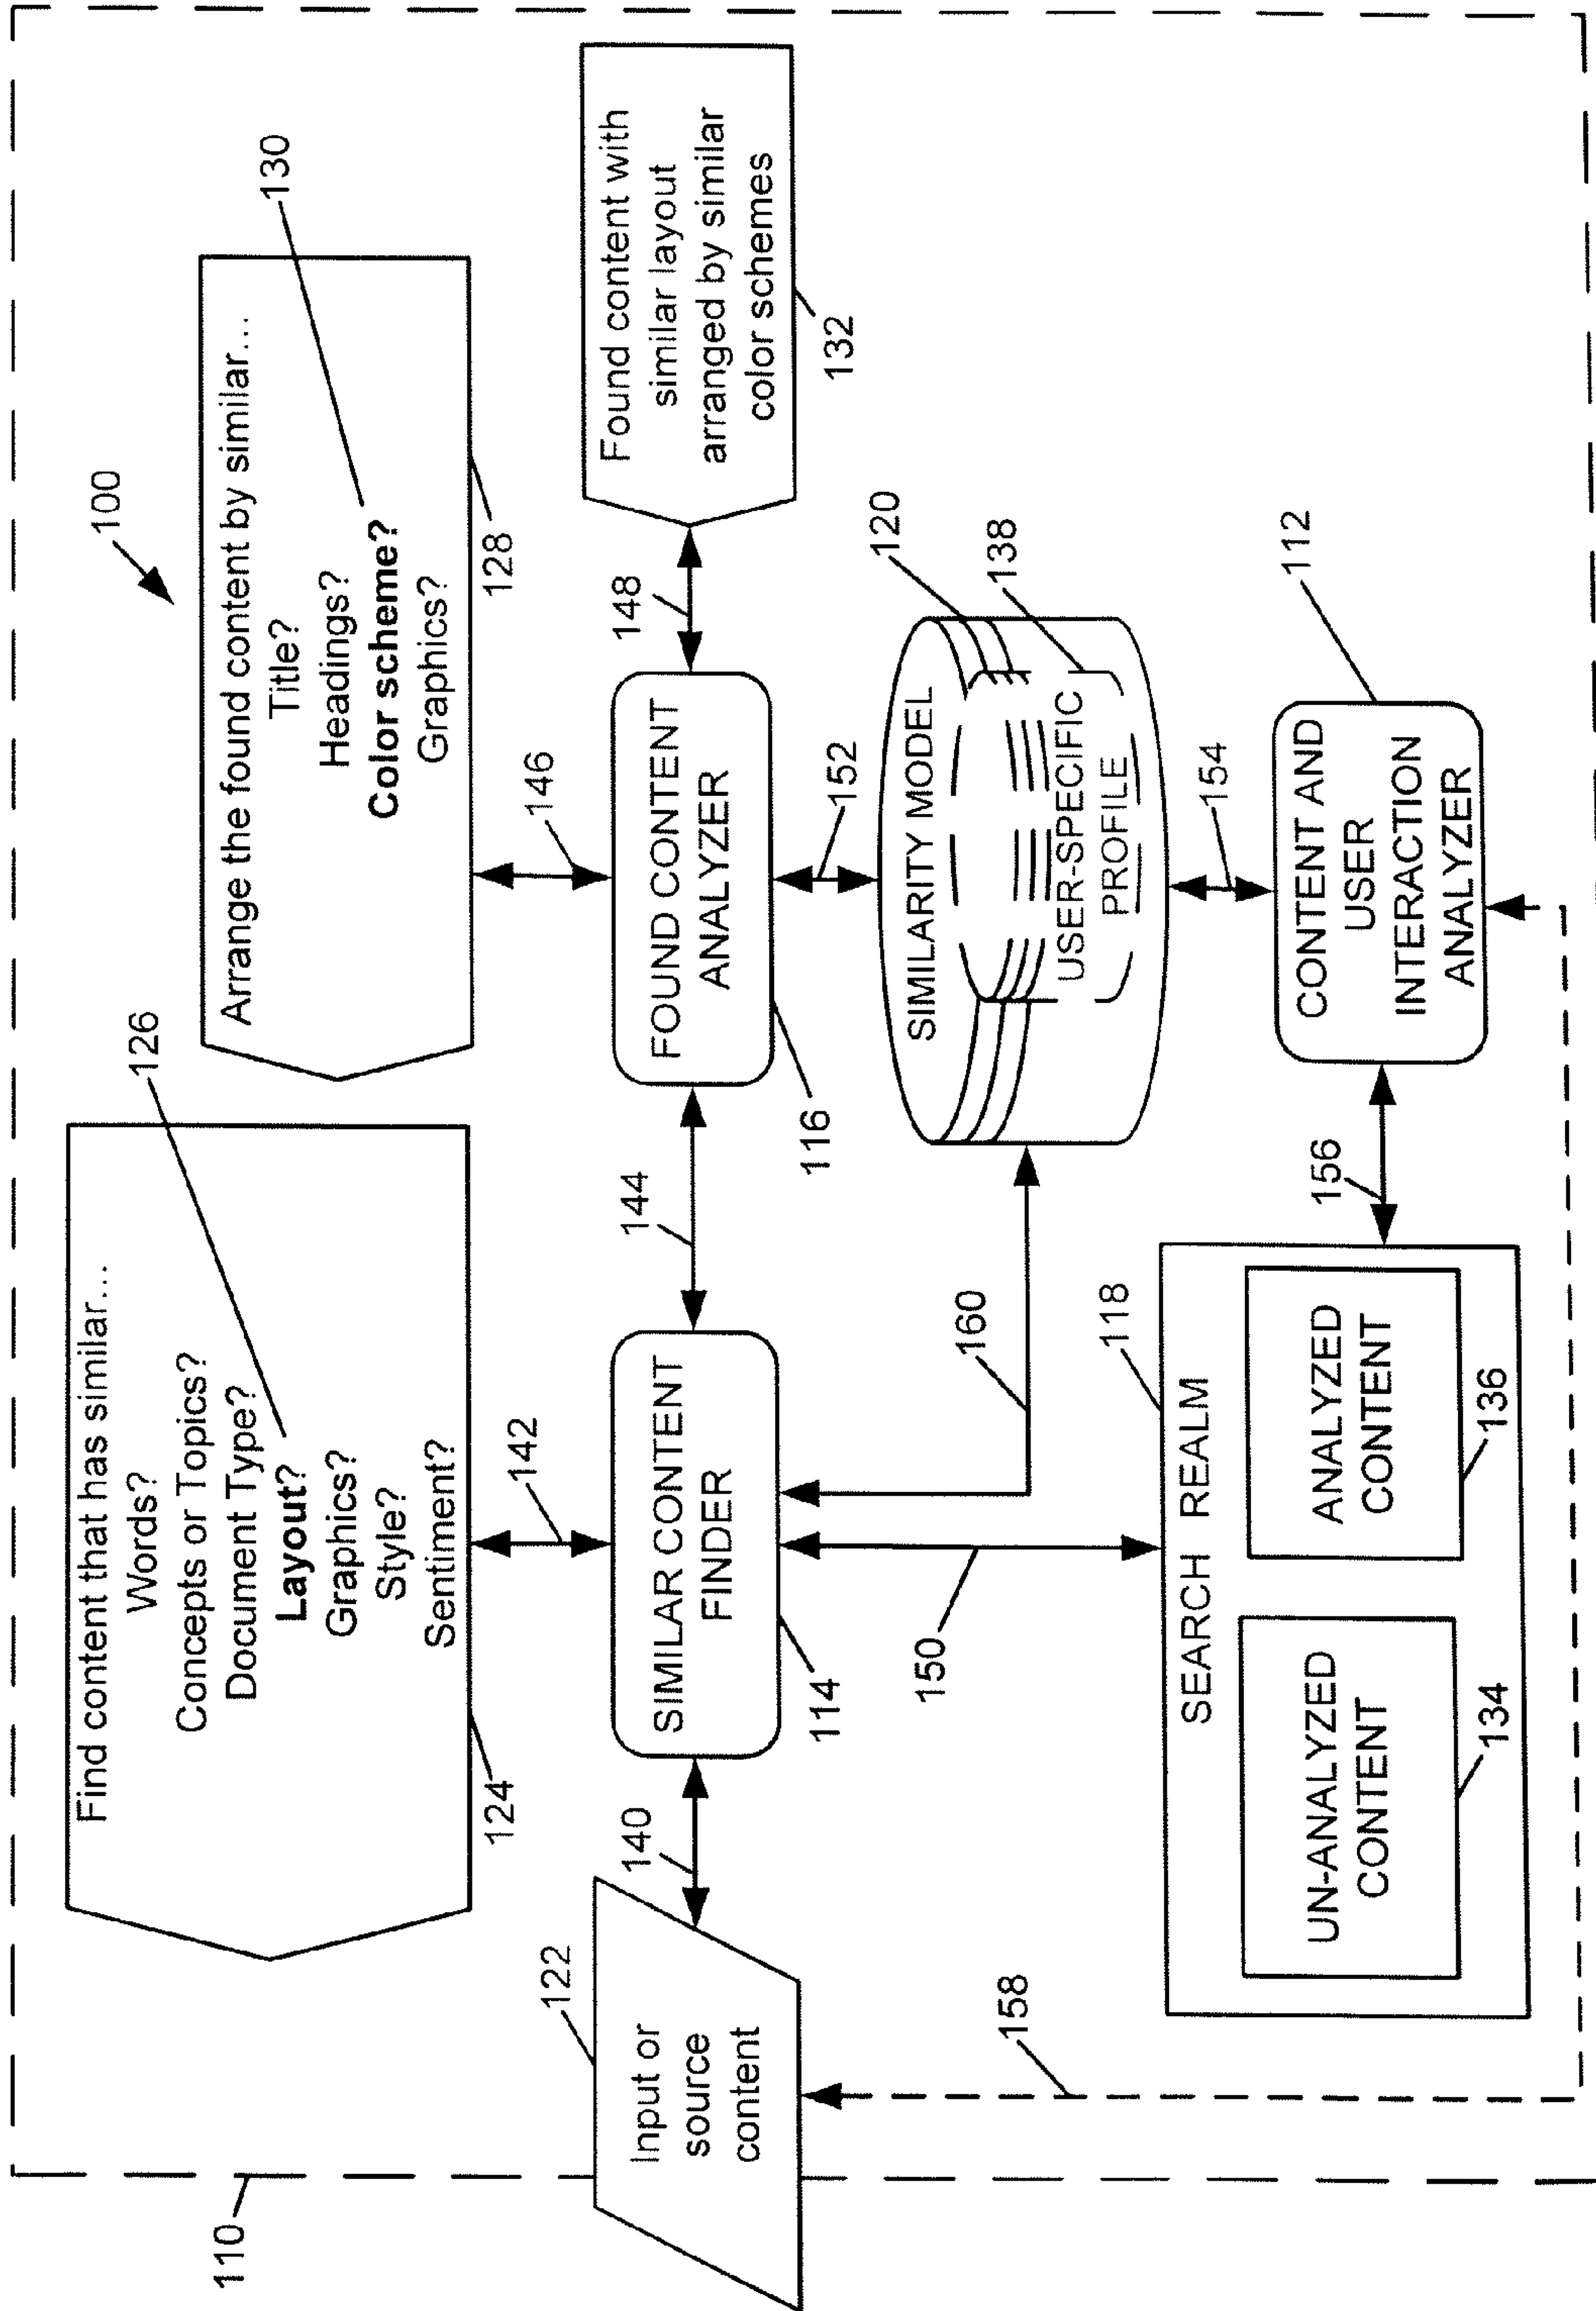 100
110
Find content that has similar...
Words?
Concepts or Topics?
Document Type?
Layout?
Graphics?
Style?
Sentiment?
124
126
Arrange the found content by similar...
Title?
Headings?
Color scheme?
Graphics?
128
130
142
146
122
Input or
source
content
140
SIMILAR CONTENT
FINDER
114
144
FOUND CONTENT
ANALYZER
116
148
Found content with
similar layout
arranged by similar
color schemes
132
150
160
152
SIMILARITY MODEL
120
USER-SPECIFIC
PROFILE
138
154
158
SEARCH REALM
118
UN-ANALYZED
CONTENT
134
ANALYZED
CONTENT
136
156
CONTENT AND
USER
INTERACTION
ANALYZER
112